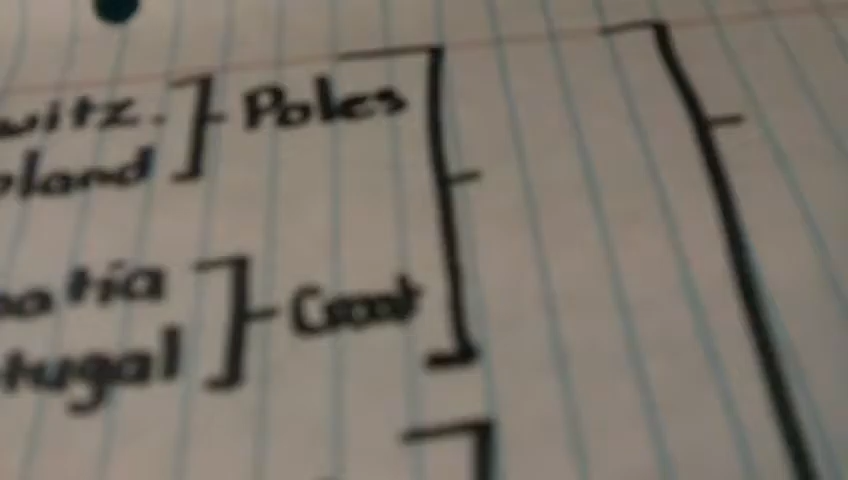 witz. Poles
oland
atia Croat
tugal